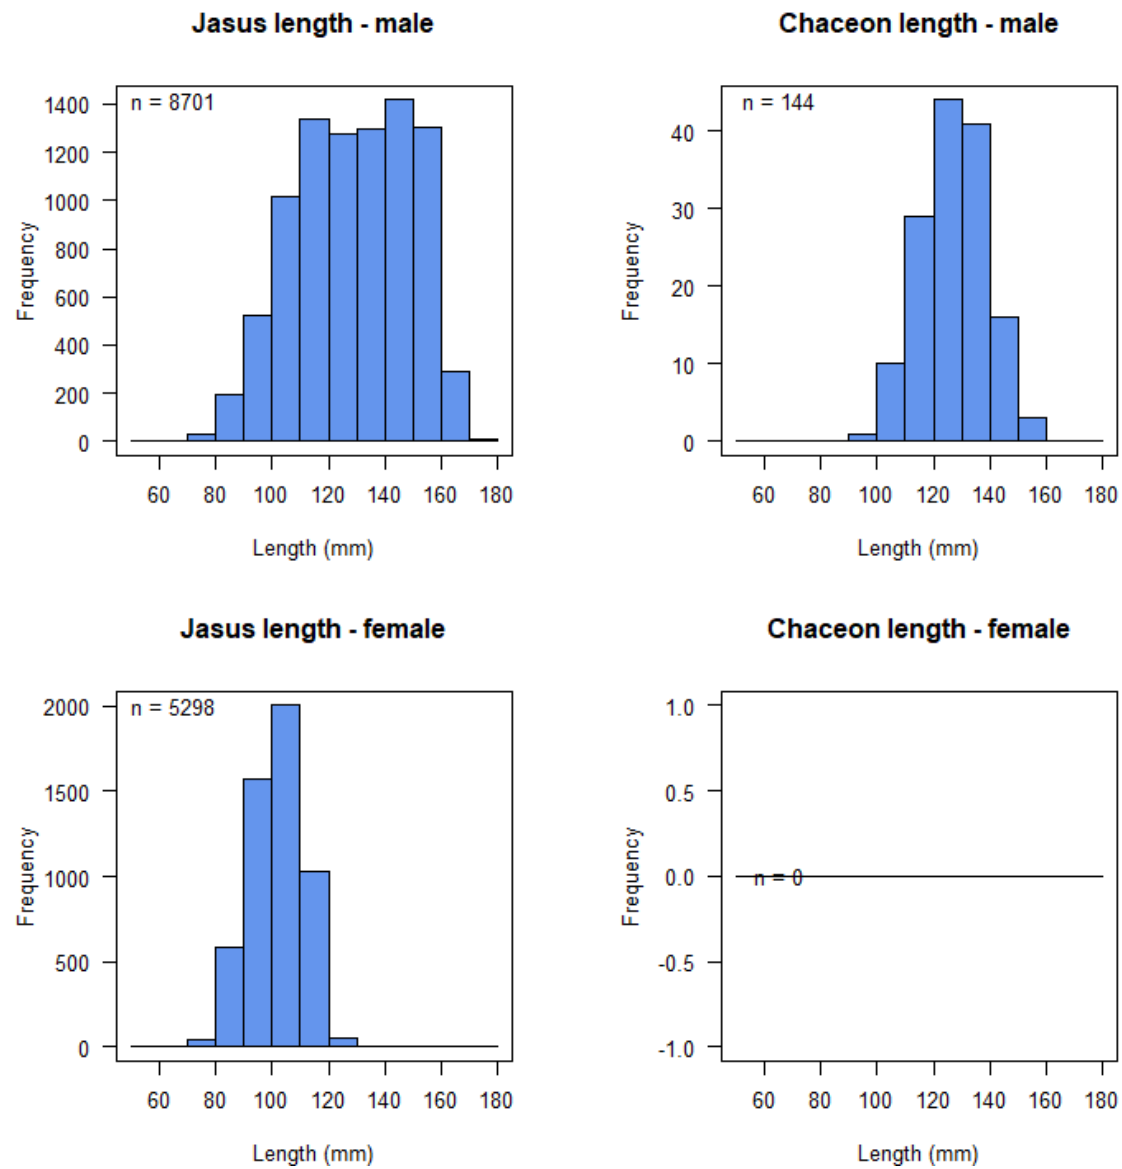 Jasus length - male
n = 8701
Frequency
1400
1200
1000
800
600
400
200
0
60 80 100 120 140 160 180
Length (mm)
Chaceon length - male
n = 144
Frequency
40
30
20
10
0
60 80 100 120 140 160 180
Length (mm)
Jasus length - female
n = 5298
Frequency
2000
1500
1000
500
0
60 80 100 120 140 160 180
Length (mm)
Chaceon length - female
n = 0
Frequency
1.0
0.5
0.0
-0.5
-1.0
60 80 100 120 140 160 180
Length (mm)